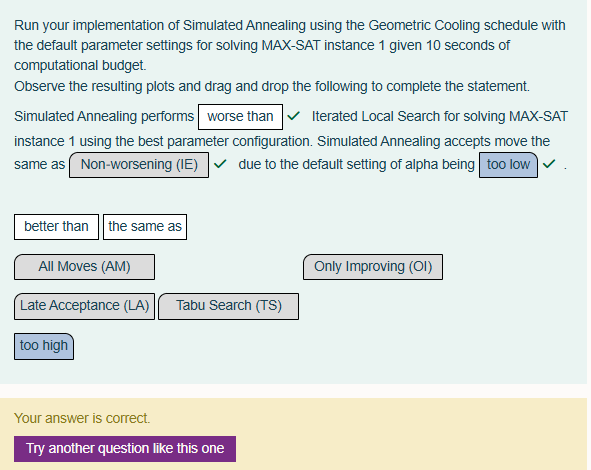 Run your implementation of Simulated Annealing using the Geometric Cooling schedule with
the default parameter settings for solving MAX-SAT instance 1 given 10 seconds of
computational budget.
Observe the resulting plots and drag and drop the following to complete the statement.
Simulated Annealing performs worse than ✓ Iterated Local Search for solving MAX-SAT
instance 1 using the best parameter configuration. Simulated Annealing accepts move the
same as Non-worsening (IE) ✓ due to the default setting of alpha being too low ✓ .
better than the same as
All Moves (AM) Only Improving (OI)
Late Acceptance (LA) Tabu Search (TS)
too high
Your answer is correct.
Try another question like this one